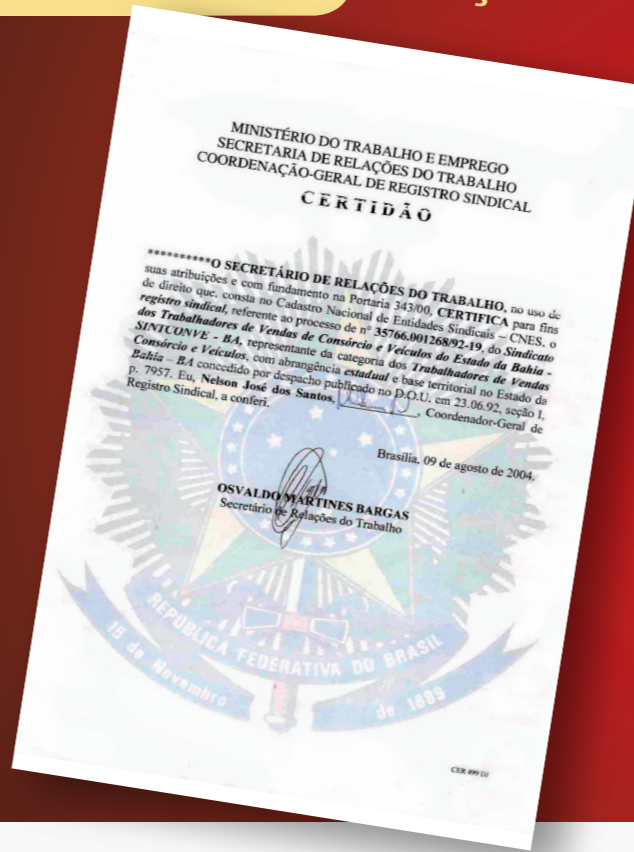 MINISTÉRIO DO TRABALHO E EMPREGO
SECRETARIA DE RELAÇÕES DO TRABALHO
COORDENAÇÃO-GERAL DE REGISTRO SINDICAL
CERTIDÃO
**********O SECRETÁRIO DE RELAÇÕES DO TRABALHO, no uso de
suas atribuições e com fundamento na Portaria 343/00, CERTIFICA para fins
de direito que, consta no Cadastro Nacional de Entidades Sindicais – CNES, o
registro sindical, referente ao processo de nº 35766.001268/92-19, do Sindicato
dos Trabalhadores de Vendas de Consórcio e Veículos do Estado da Bahia -
SINTCONVE - BA, representante da categoria dos Trabalhadores de Vendas
Consórcio e Veículos, com abrangência estadual e base territorial no Estado da
Bahia – BA concedido por despacho publicado no D.O.U. em 23.06.92, seção I,
p. 7957. Eu, Nelson José dos Santos, , Coordenador-Geral de
Registro Sindical, a conferi.
Brasília, 09 de agosto de 2004.
OSVALDO MARTINES BARGAS
Secretário de Relações do Trabalho
REPÚBLICA FEDERATIVA DO BRASIL
15 de Novembro de 1889
CER 499 DJ